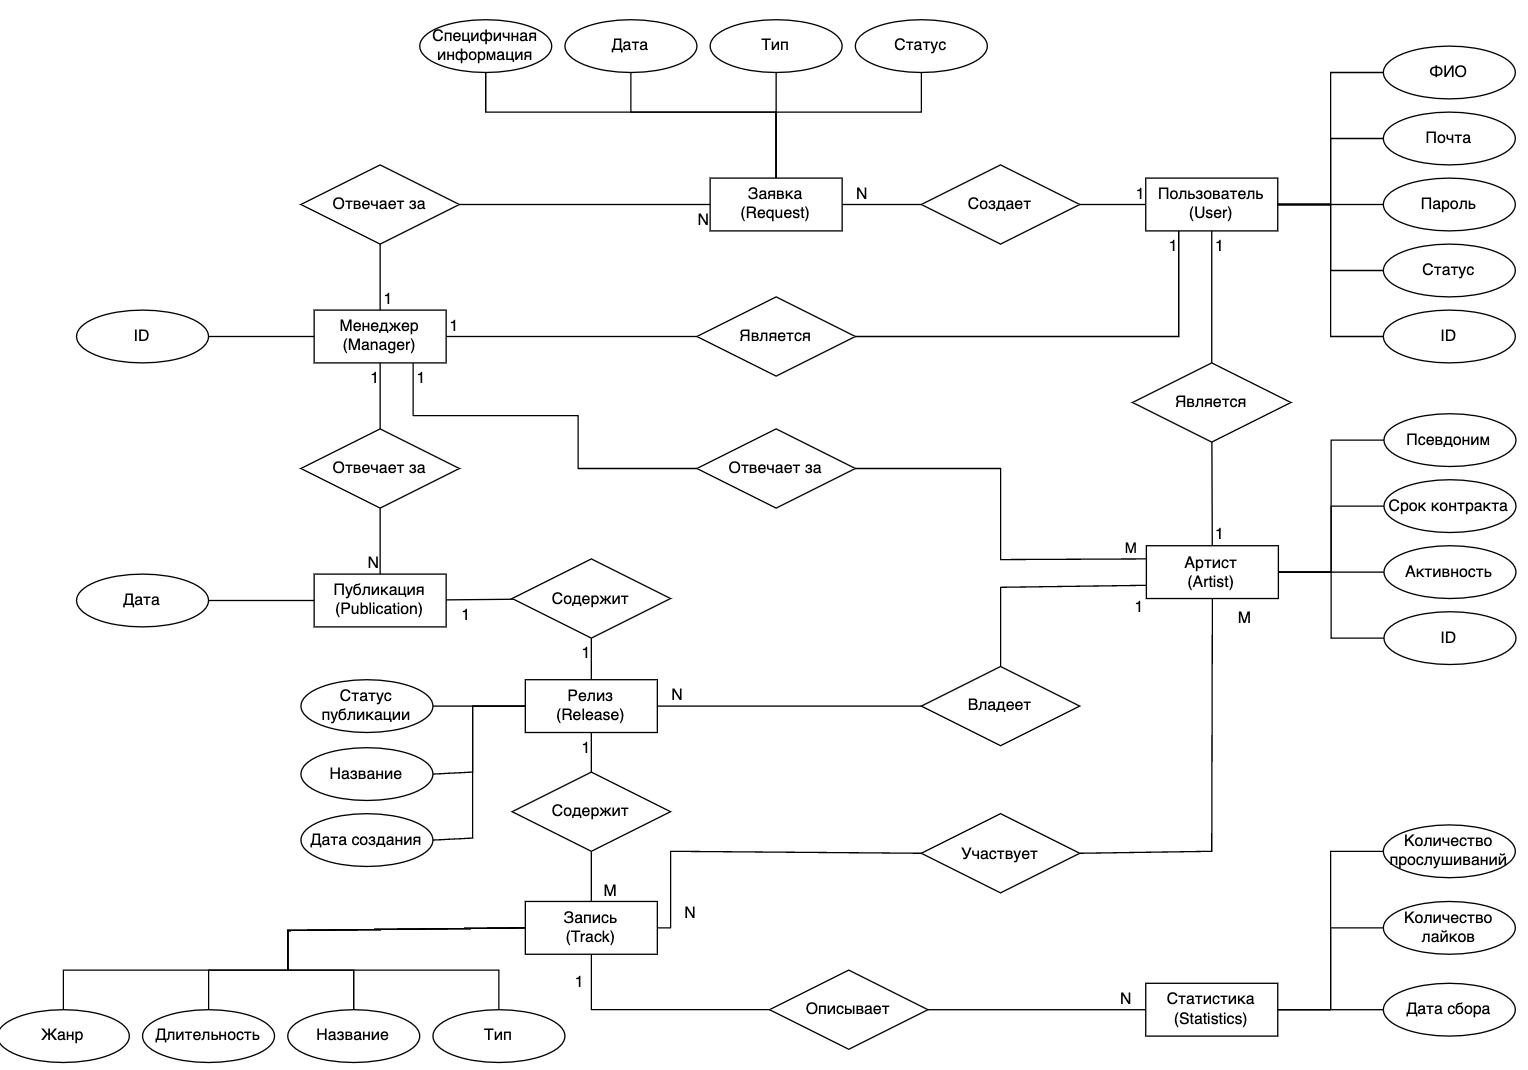 Специфичная
информация
Дата
Тип
Статус
ФИО
Почта
Отвечает за
Заявка
(Request)
N
N
Создает
1
Пользователь
(User)
Пароль
1
1
Статус
1
ID
Менеджер
(Manager)
1
Является
ID
1
1
Является
Псевдоним
Отвечает за
Отвечает за
Срок контракта
1
M
N
Артист
(Artist)
Активность
Дата
Публикация
(Publication)
1
Содержит
1
M
ID
1
Статус
публикации
Релиз
(Release)
N
Владеет
1
Название
Содержит
Дата создания
Участвует
Количество
прослушиваний
M
N
Запись
(Track)
Количество
лайков
1
Описывает
N
Статистика
(Statistics)
Дата сбора
Жанр
Длительность
Название
Тип